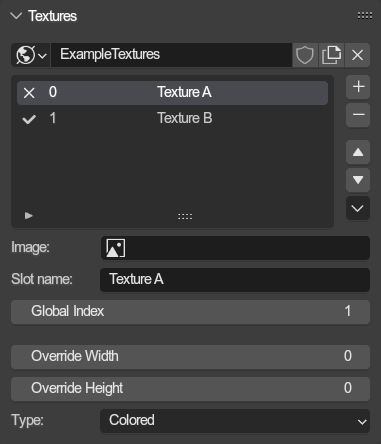 Textures
ExampleTextures
0 Texture A
1 Texture B
Image:
Slot name: Texture A
Global Index 1
Override Width 0
Override Height 0
Type: Colored